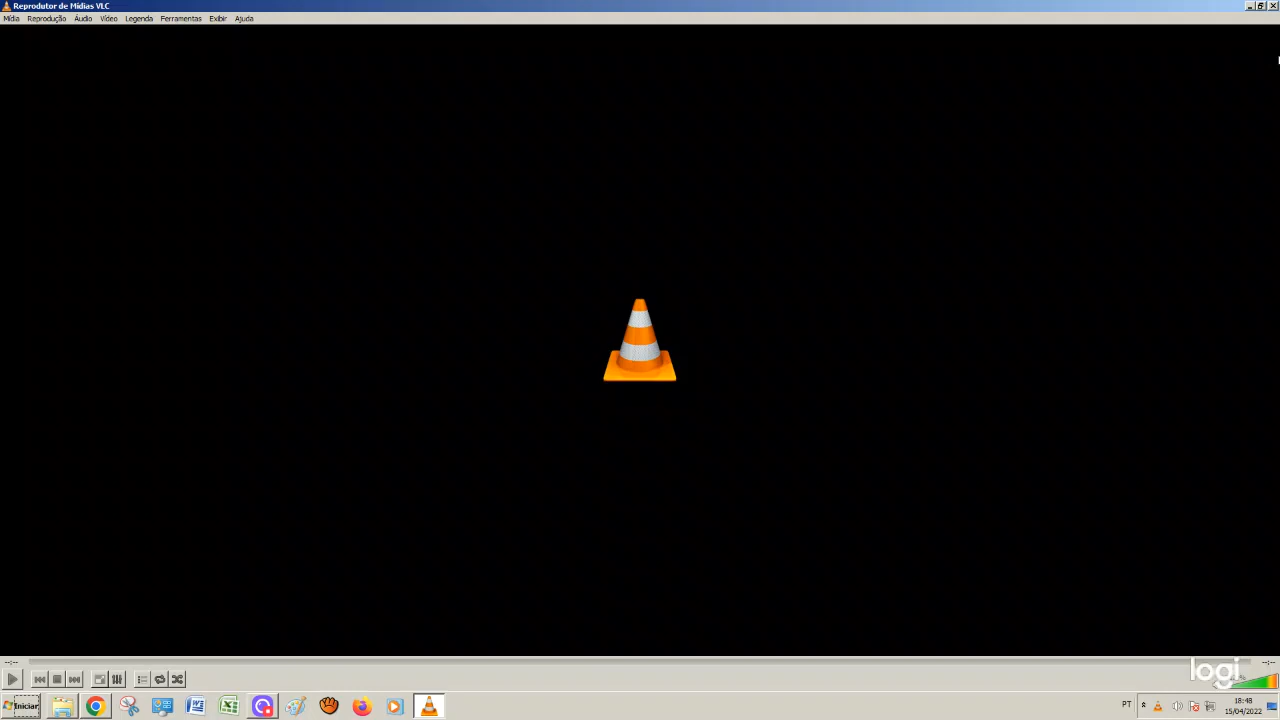 Reprodutor de Mídias VLC
Mídia Reprodução Áudio Vídeo Legenda Ferramentas Exibir Ajuda
--:-- --:--
logi
Iniciar PT 18:48
15/04/2022